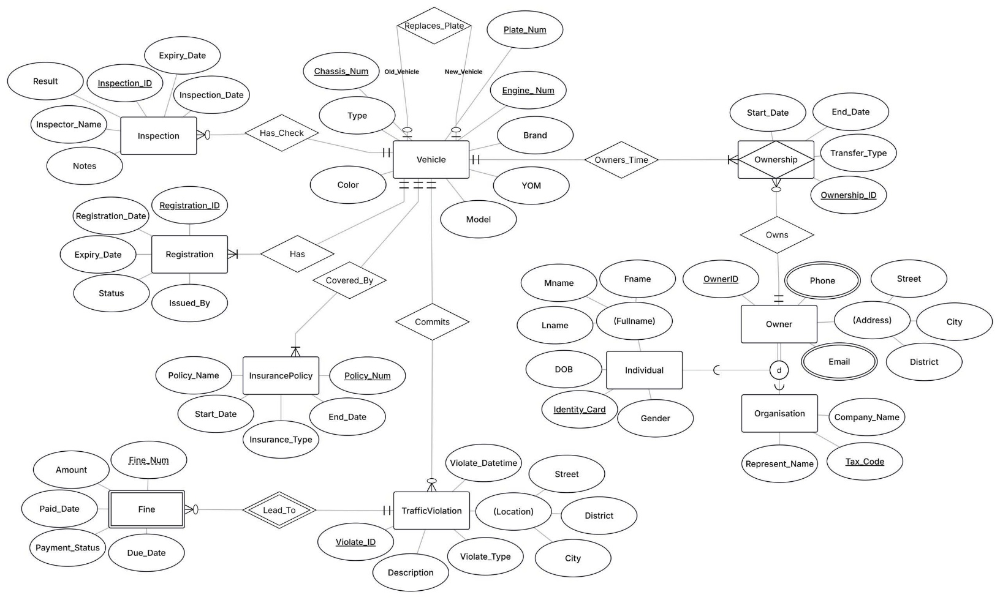 Replaces_Plate
Plate_Num
Expiry_Date
Chassis_Num
Old_Vehicle
New_Vehicle
Result
Inspection_ID
Inspection_Date
Engine_ Num
Type
Inspector_Name
Inspection
Has_Check
Brand
Start_Date
End_Date
Transfer_Type
Vehicle
Owners_Time
Ownership
Notes
Color
YOM
Ownership_ID
Registration_ID
Registration_Date
Model
Owns
Expiry_Date
Registration
Has
Status
Issued_By
Covered_By
Commits
Mname
Fname
OwnerID
Phone
Street
Lname
(Fullname)
Owner
(Address)
City
DOB
Individual
d
Email
District
Policy_Name
InsurancePolicy
Policy_Num
Start_Date
End_Date
Insurance_Type
Identity_Card
Gender
Organisation
Company_Name
Represent_Name
Tax_Code
Fine_Num
Amount
Violate_Datetime
Street
Paid_Date
Fine
Lead_To
TrafficViolation
(Location)
District
Payment_Status
Due_Date
Violate_ID
Violate_Type
City
Description